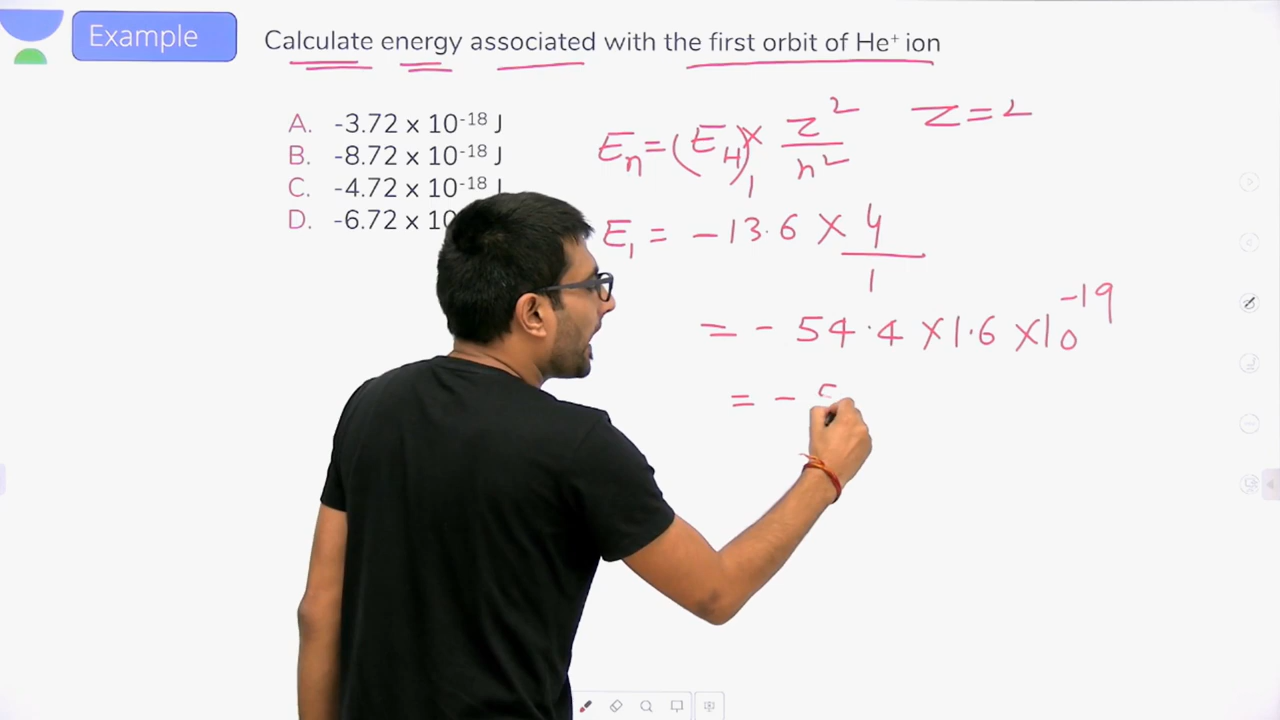 Example
Calculate energy associated with the first orbit of He⁺ ion
A. -3.72 x 10⁻¹⁸ J
B. -8.72 x 10⁻¹⁸ J
C. -4.72 x 10⁻¹⁸
D. -6.72 x 10
Eₙ = (E_H)₁ × Z²/n² Z = 2
E₁ = - 13.6 × 4/1
= - 54.4 × 1.6 × 10⁻¹⁹
= - 5